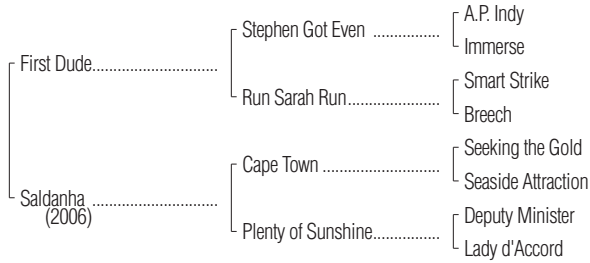 A.P. Indy
Stephen Got Even ................
Immerse
First Dude..............................
Smart Strike
Run Sarah Run......................
Breech
Seeking the Gold
Cape Town ............................
Seaside Attraction
Saldanha ..............................
(2006)
Deputy Minister
Plenty of Sunshine................
Lady d'Accord